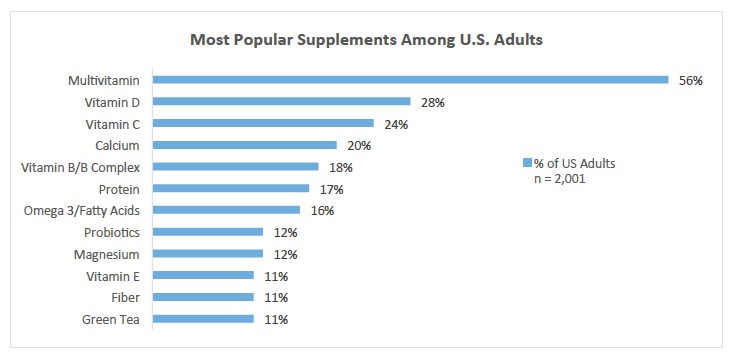 Most Popular Supplements Among U.S. Adults
Multivitamin 56%
Vitamin D 28%
Vitamin C 24%
Calcium 20%
Vitamin B/B Complex 18%
Protein 17%
Omega 3/Fatty Acids 16%
Probiotics 12%
Magnesium 12%
Vitamin E 11%
Fiber 11%
Green Tea 11%
% of US Adults
n = 2,001